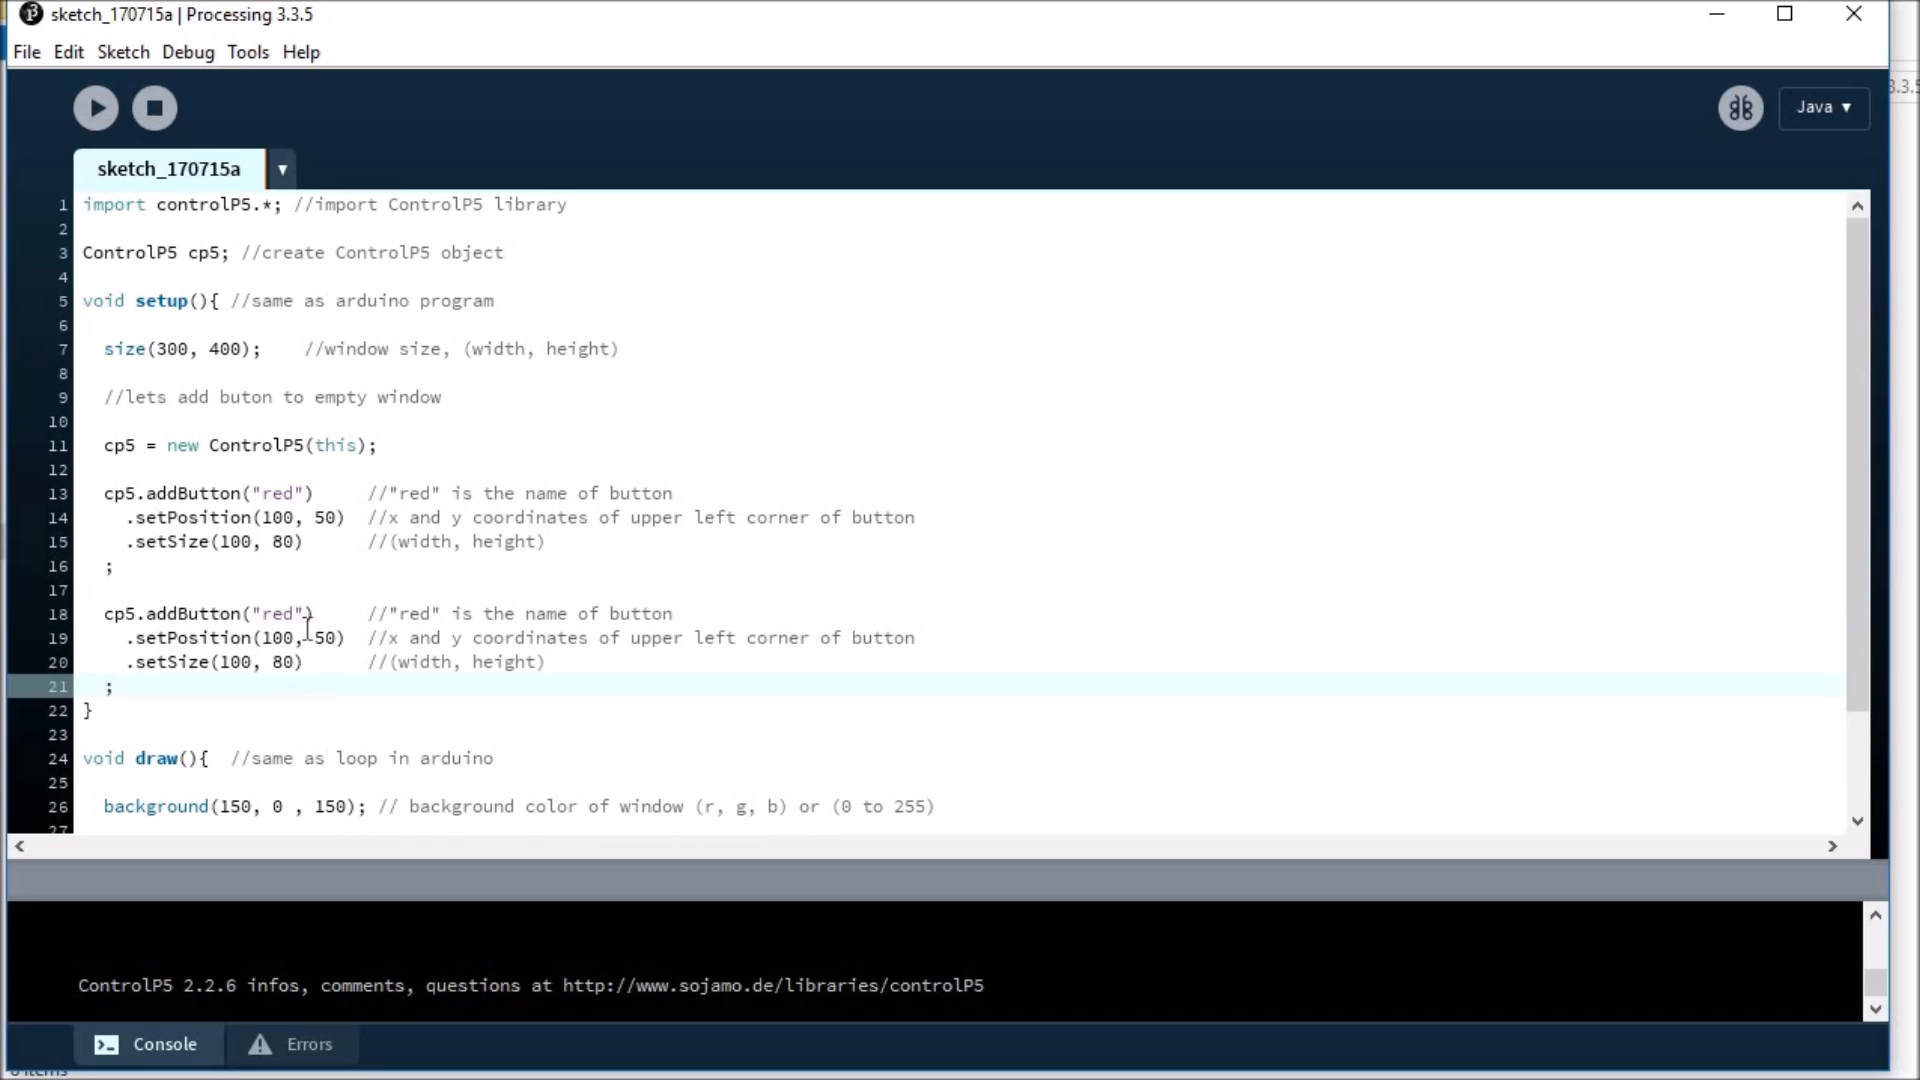 sketch_170715a | Processing 3.3.5
File Edit Sketch Debug Tools Help
3.3.5
Java ▼
sketch_170715a ▼
1 import controlP5.*; //import ControlP5 library
2
3 ControlP5 cp5; //create ControlP5 object
4
5 void setup(){ //same as arduino program
6
7 size(300, 400); //window size, (width, height)
8
9 //lets add buton to empty window
10
11 cp5 = new ControlP5(this);
12
13 cp5.addButton("red") //"red" is the name of button
14 .setPosition(100, 50) //x and y coordinates of upper left corner of button
15 .setSize(100, 80) //(width, height)
16 ;
17
18 cp5.addButton("red") //"red" is the name of button
19 .setPosition(100, 50) //x and y coordinates of upper left corner of button
20 .setSize(100, 80) //(width, height)
21 ;
22 }
23
24 void draw(){ //same as loop in arduino
25
26 background(150, 0 , 150); // background color of window (r, g, b) or (0 to 255)
27
ControlP5 2.2.6 infos, comments, questions at http://www.sojamo.de/libraries/controlP5
Console Errors
items